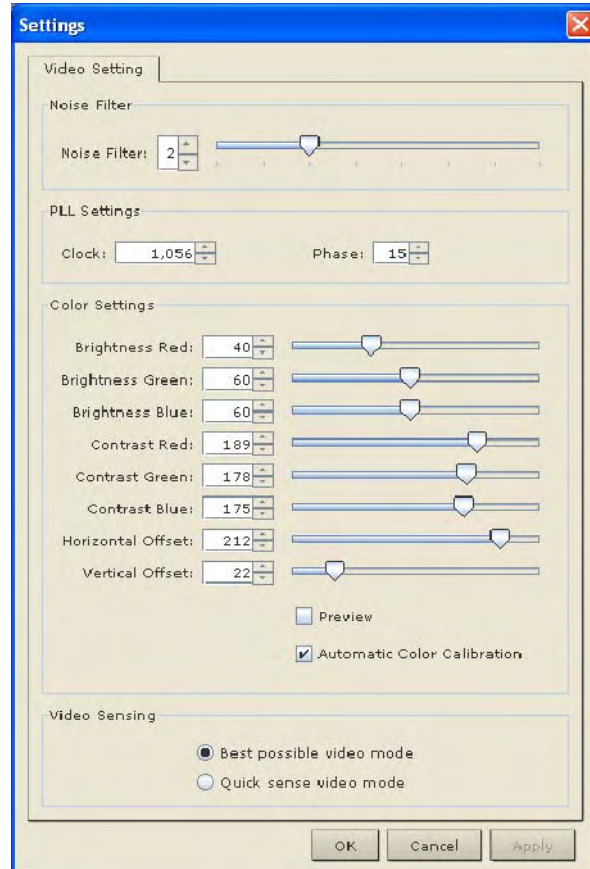 Settings
Video Setting
Noise Filter
Noise Filter: 2
PLL Settings
Clock: 1,056 Phase: 15
Color Settings
Brightness Red: 40
Brightness Green: 60
Brightness Blue: 60
Contrast Red: 189
Contrast Green: 178
Contrast Blue: 175
Horizontal Offset: 212
Vertical Offset: 22
Preview
Automatic Color Calibration
Video Sensing
Best possible video mode
Quick sense video mode
OK Cancel Apply